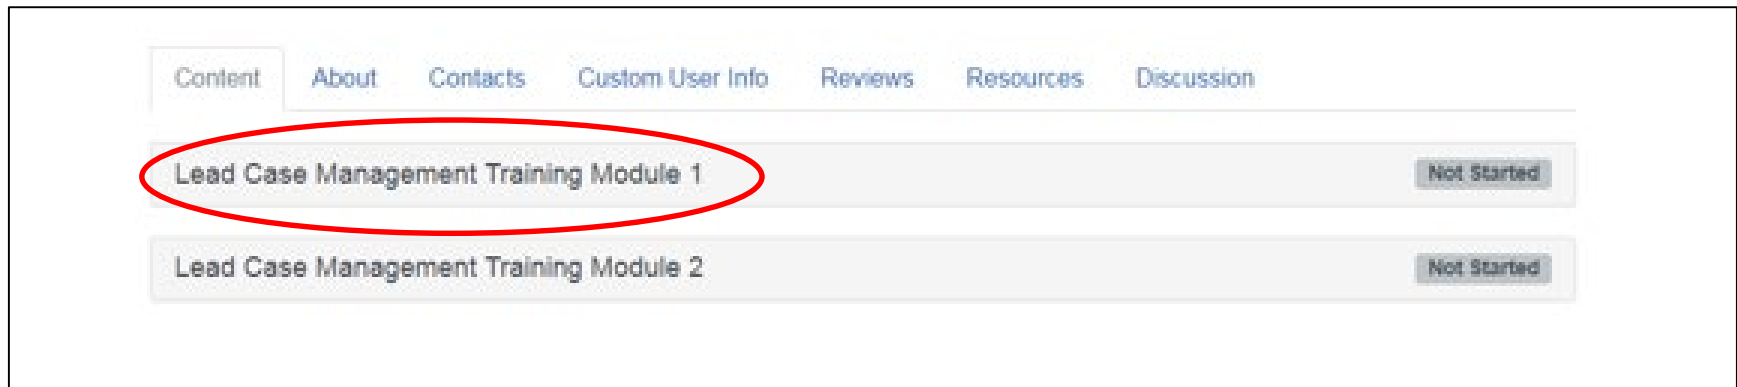 Content About Contacts Custom User Info Reviews Resources Discussion
Lead Case Management Training Module 1 Not Started
Lead Case Management Training Module 2 Not Started